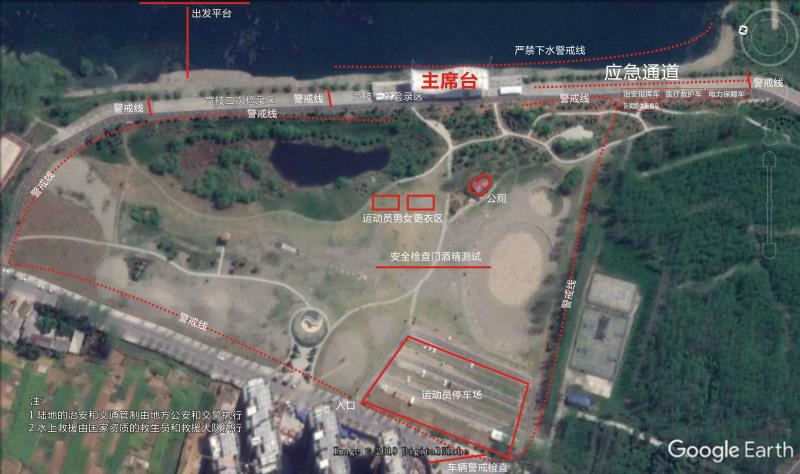 出发平台
严禁下水警戒线
主席台
应急通道
警戒线
警戒线
警戒线
警戒线
警戒线
治安指挥车
医疗救护车
电力保障车
警戒线
公厕
运动员男女更衣区
安全检查门酒精测试
警戒线
警戒线
运动员停车场
入口
注：
1.陆地的治安和交通管制由地方公安和交警执行
2.水上救援由国家资质的救生员和救援大队执行
Image © 2019 DigitalGlobe
Google Earth
车辆警戒检查